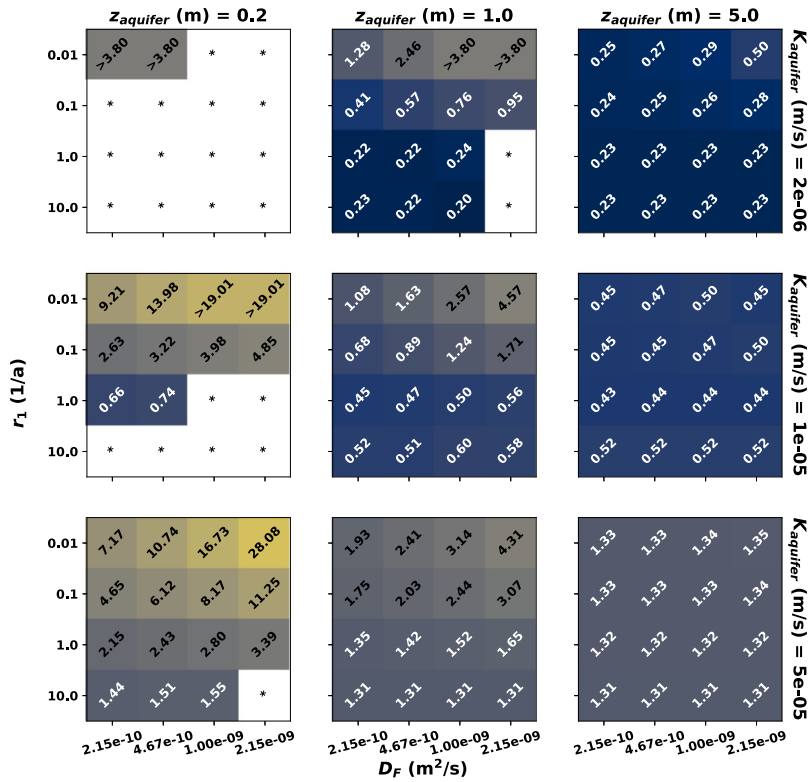 z_aquifer (m) = 0.2 z_aquifer (m) = 1.0 z_aquifer (m) = 5.0
0.01 >3.80 >3.80 * * 1.28 2.46 >3.80 >3.80 0.25 0.27 0.29 0.50
0.1 * * * * 0.41 0.57 0.76 0.95 0.24 0.25 0.26 0.28
1.0 * * * * 0.22 0.22 0.24 * 0.23 0.23 0.23 0.23
10.0 * * * * 0.23 0.22 0.20 * 0.23 0.23 0.23 0.23
K_aquifer (m/s) = 2e-06
0.01 9.21 13.98 >19.01 >19.01 1.08 1.63 2.57 4.57 0.45 0.47 0.50 0.45
0.1 2.63 3.22 3.98 4.85 0.68 0.89 1.24 1.71 0.45 0.45 0.47 0.50
1.0 0.66 0.74 * * 0.45 0.47 0.50 0.56 0.43 0.44 0.44 0.44
10.0 * * * * 0.52 0.51 0.60 0.58 0.52 0.52 0.52 0.52
r_1 (1/a)
K_aquifer (m/s) = 1e-05
0.01 7.17 10.74 16.73 28.08 1.93 2.41 3.14 4.31 1.33 1.33 1.34 1.35
0.1 4.65 6.12 8.17 11.25 1.75 2.03 2.44 3.07 1.33 1.33 1.33 1.34
1.0 2.15 2.43 2.80 3.39 1.35 1.42 1.52 1.65 1.32 1.32 1.32 1.32
10.0 1.44 1.51 1.55 * 1.31 1.31 1.31 1.31 1.31 1.31 1.31 1.31
K_aquifer (m/s) = 5e-05
2.15e-10 4.67e-10 1.00e-09 2.15e-09 2.15e-10 4.67e-10 1.00e-09 2.15e-09 2.15e-10 4.67e-10 1.00e-09 2.15e-09
D_F (m²/s)